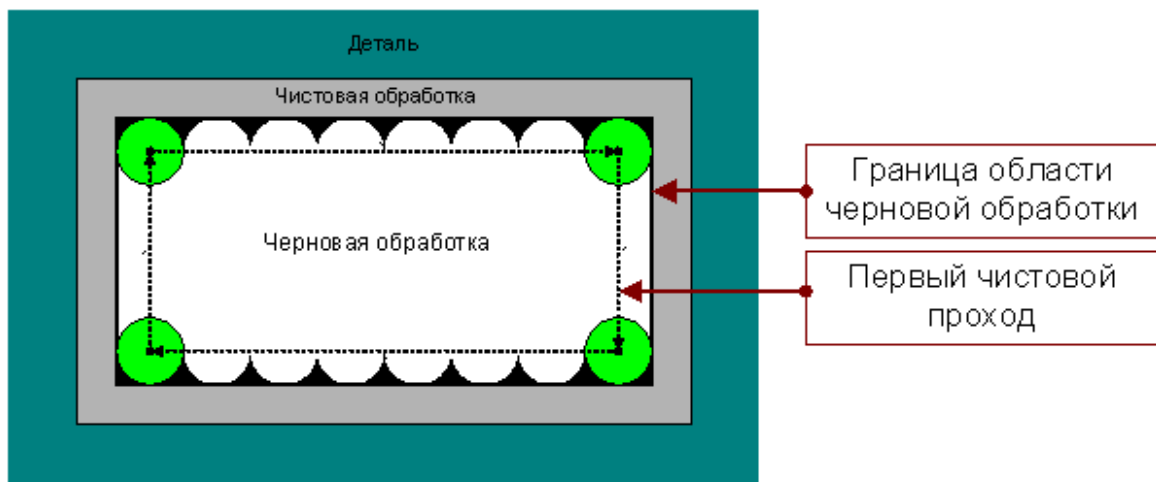 Деталь
Чистовая обработка
Черновая обработка
Граница области
черновой обработки
Первый чистовой
проход